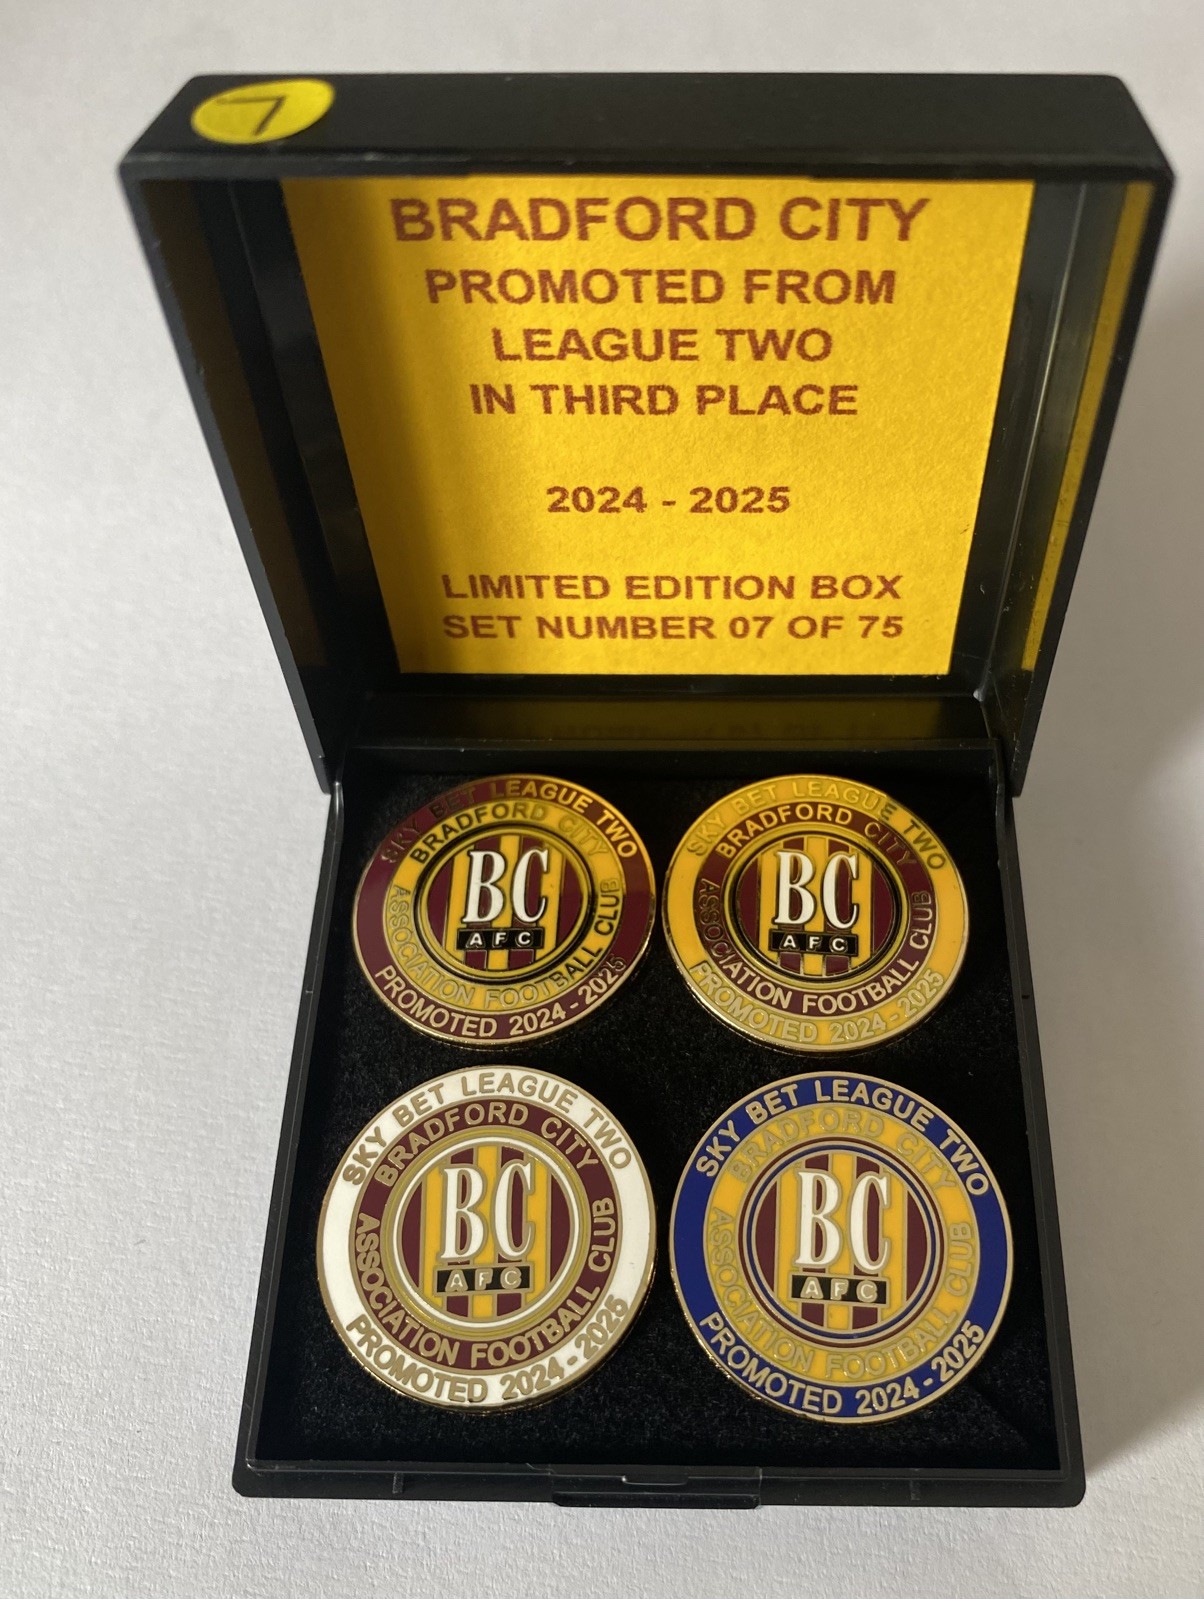 7
BRADFORD CITY
PROMOTED FROM
LEAGUE TWO
IN THIRD PLACE
2024 - 2025
LIMITED EDITION BOX
SET NUMBER 07 OF 75
SKY BET LEAGUE TWO
BRADFORD CITY
BC
AFC
ASSOCIATION FOOTBALL CLUB
PROMOTED 2024-2025
SKY BET LEAGUE TWO
BRADFORD CITY
BC
AFC
ASSOCIATION FOOTBALL CLUB
PROMOTED 2024-2025
SKY BET LEAGUE TWO
BRADFORD CITY
BC
AFC
ASSOCIATION FOOTBALL CLUB
PROMOTED 2024-2025
SKY BET LEAGUE TWO
BRADFORD CITY
BC
AFC
ASSOCIATION FOOTBALL CLUB
PROMOTED 2024-2025